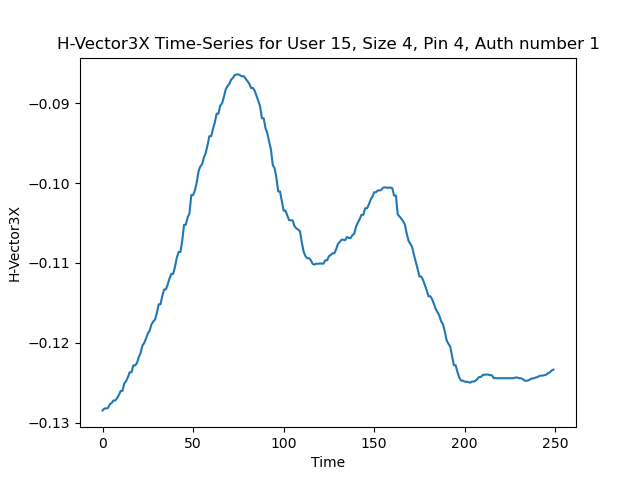 H-Vector3X Time-Series for User 15, Size 4, Pin 4, Auth number 1
−0.09
−0.10
−0.11
−0.12
−0.13
H-Vector3X
0 50 100 150 200 250
Time